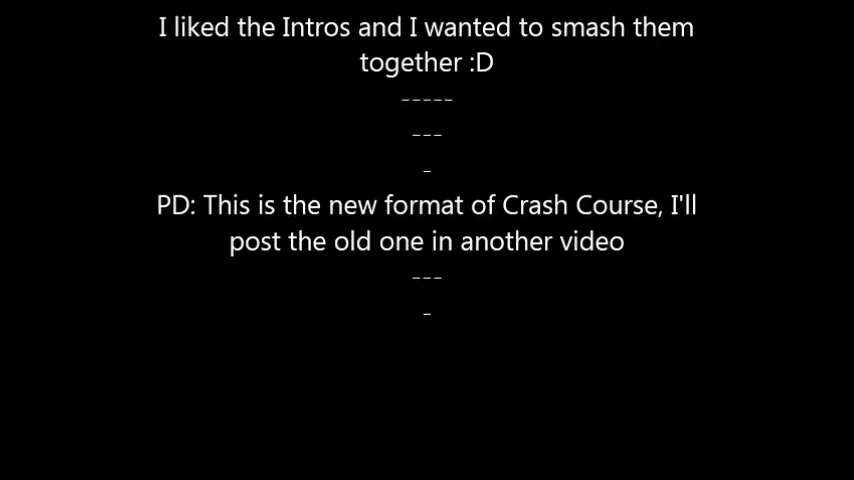 I liked the Intros and I wanted to smash them
together :D
-----
---
-
PD: This is the new format of Crash Course, I'll
post the old one in another video
---
-